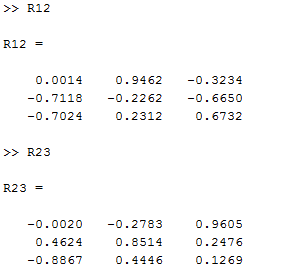 >> R12
R12 =
0.0014 0.9462 -0.3234
-0.7118 -0.2262 -0.6650
-0.7024 0.2312 0.6732
>> R23
R23 =
-0.0020 -0.2783 0.9605
0.4624 0.8514 0.2476
-0.8867 0.4446 0.1269